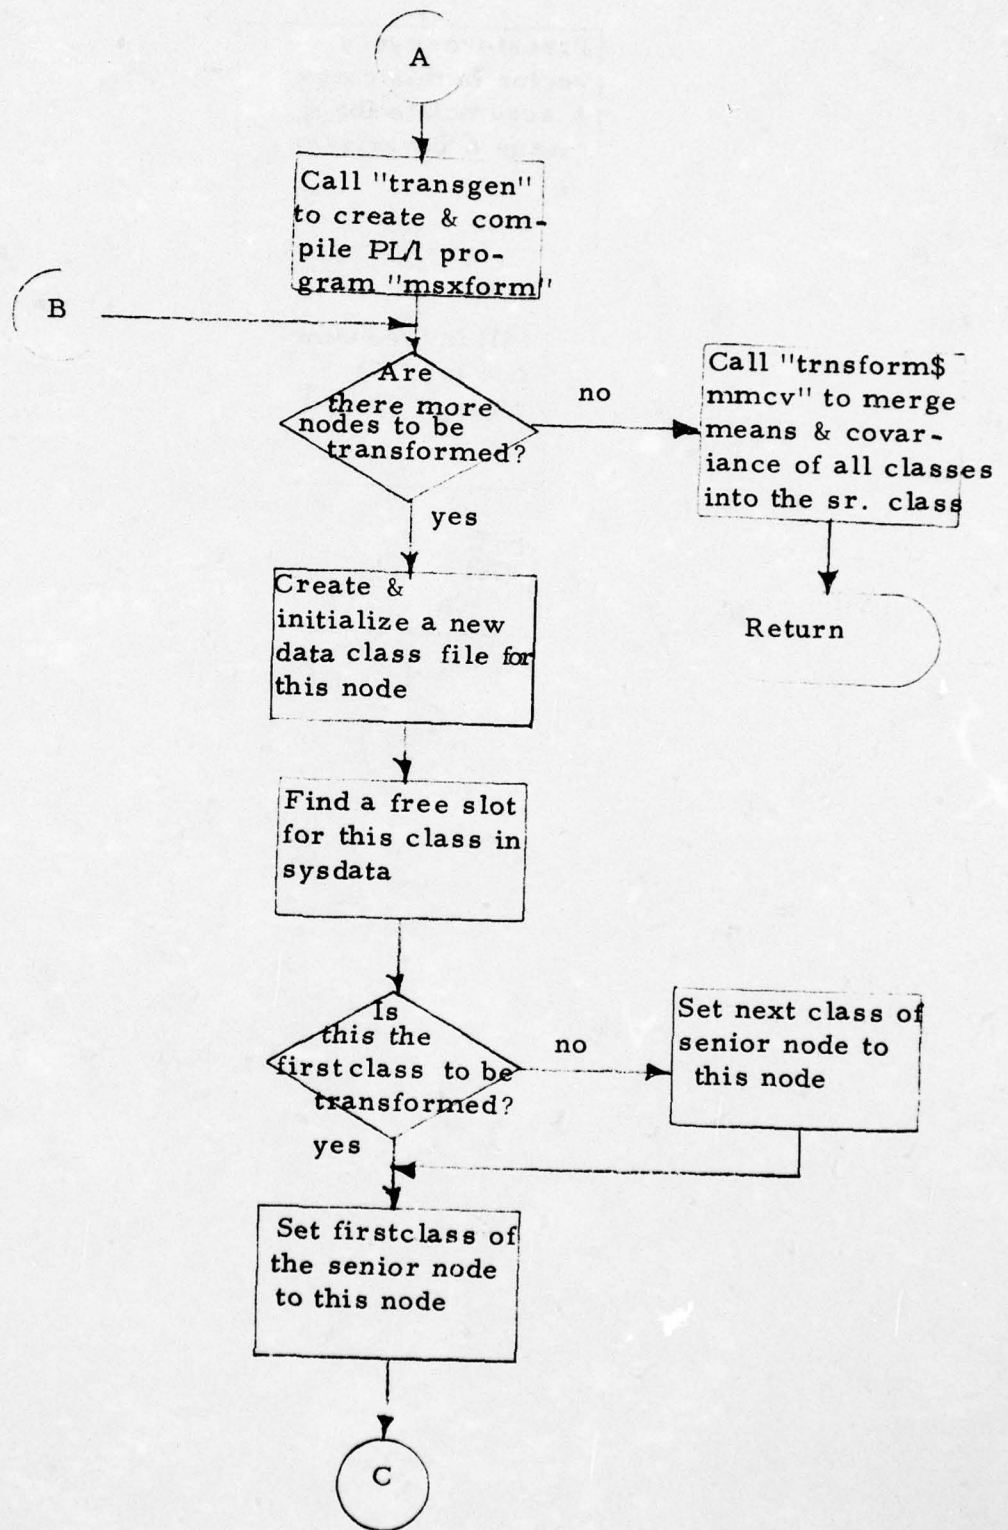 A
Call "transgen"
to create & com-
pile PL/1 pro-
gram "msxform"
B
Are
there more
nodes to be
transformed?
no
Call "trnsform$
mmcv" to merge
means & covar-
iance of all classes
into the sr. class
yes
Return
Create &
initialize a new
data class file for
this node
Find a free slot
for this class in
sysdata
Is
this the
firstclass to be
transformed?
no
Set next class of
senior node to
this node
yes
Set firstclass of
the senior node
to this node
C